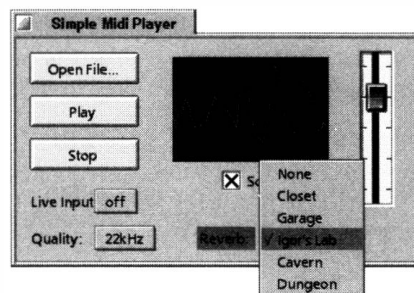 Simple Midi Player
Open File...
Play
Stop
Live Input off
Quality: 22kHz
Reverb:
None
Closet
Garage
√ Igor's Lab
Cavern
Dungeon